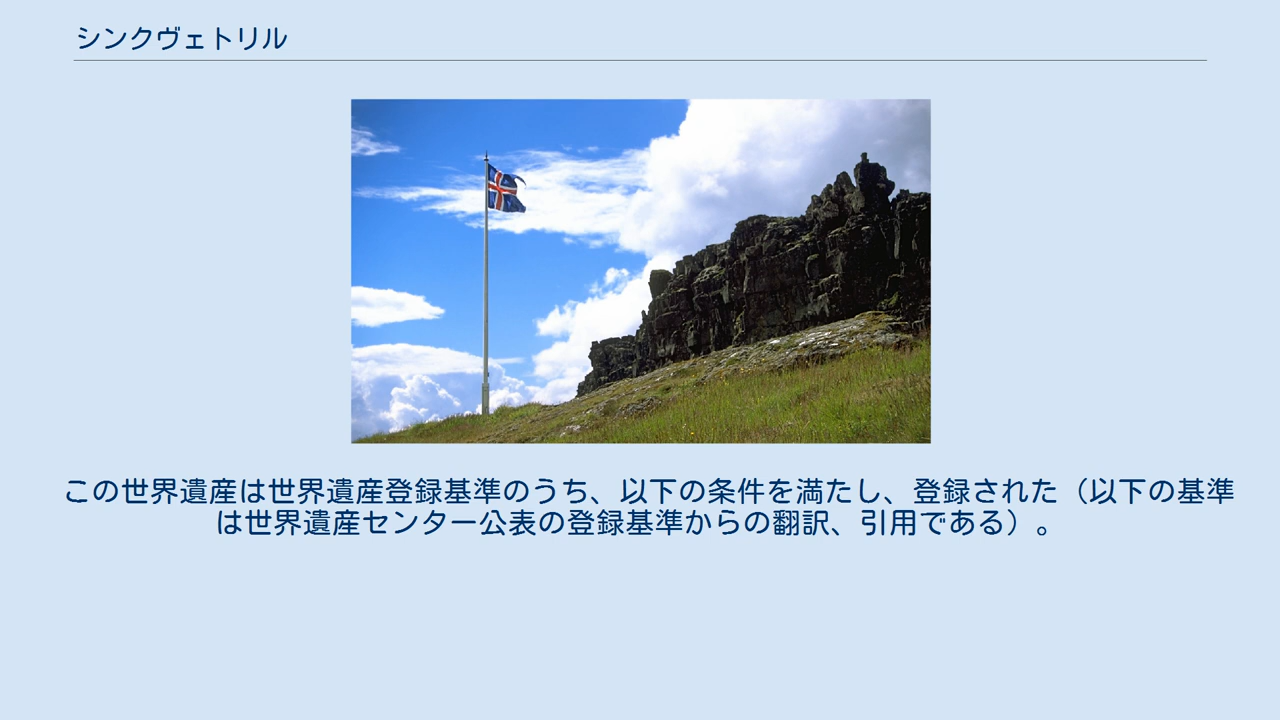 シンクヴェトリル
この世界遺産は世界遺産登録基準のうち、以下の条件を満たし、登録された（以下の基準
は世界遺産センター公表の登録基準からの翻訳、引用である）。